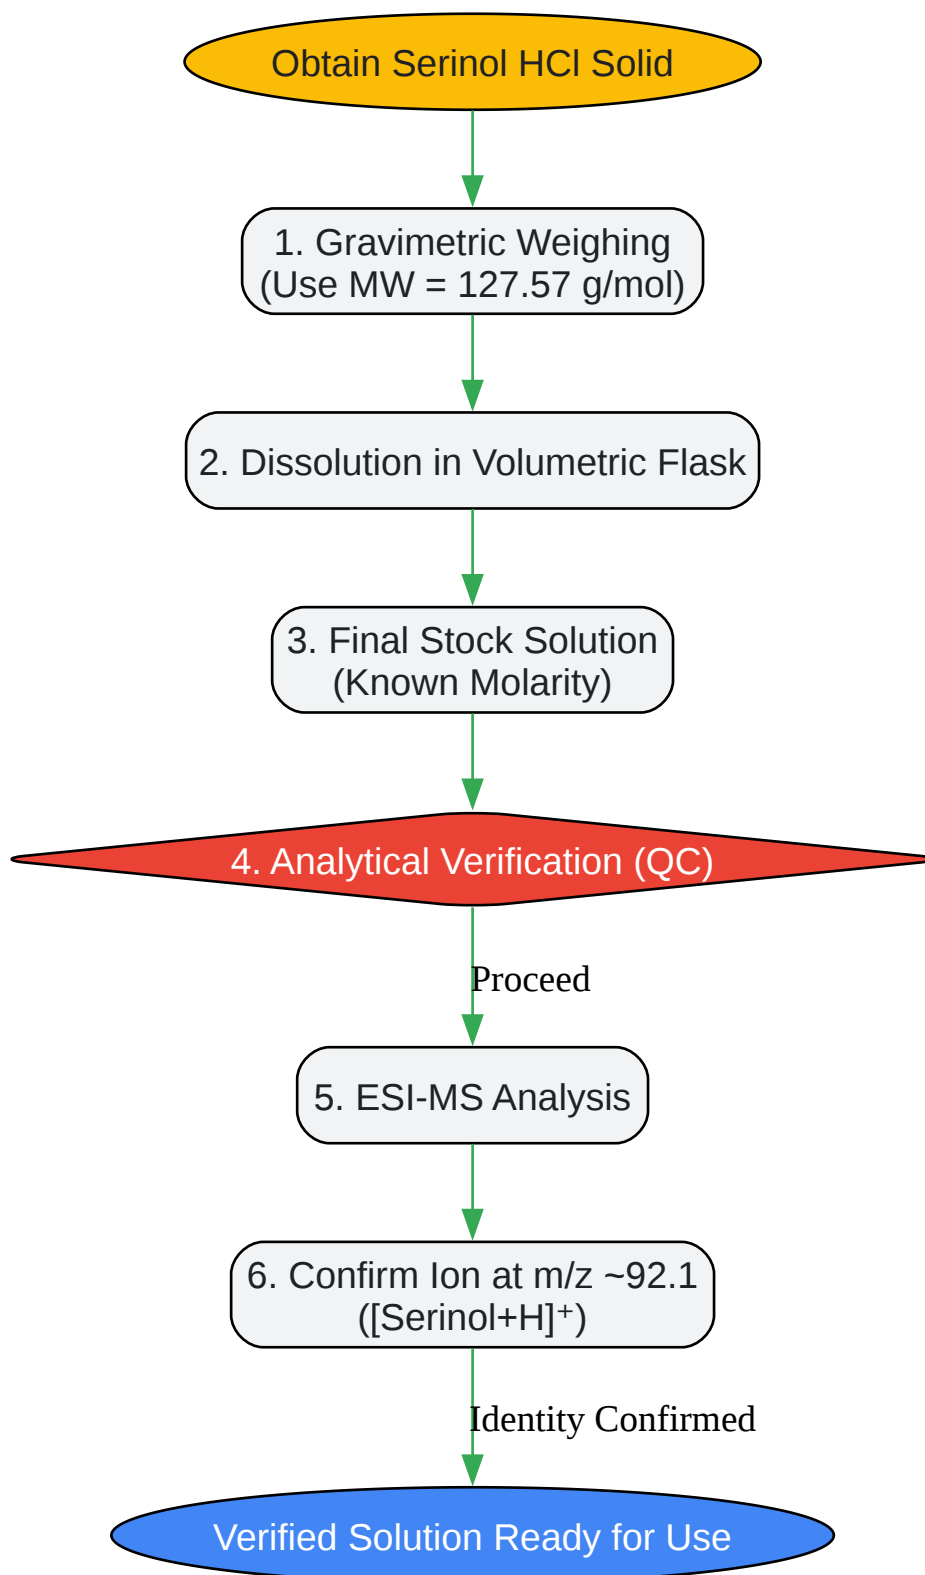 Obtain Serinol HCl Solid
1. Gravimetric Weighing
(Use MW = 127.57 g/mol)
2. Dissolution in Volumetric Flask
3. Final Stock Solution
(Known Molarity)
4. Analytical Verification (QC)
Proceed
5. ESI-MS Analysis
6. Confirm Ion at m/z ~92.1
([Serinol+H]⁺)
Identity Confirmed
Verified Solution Ready for Use